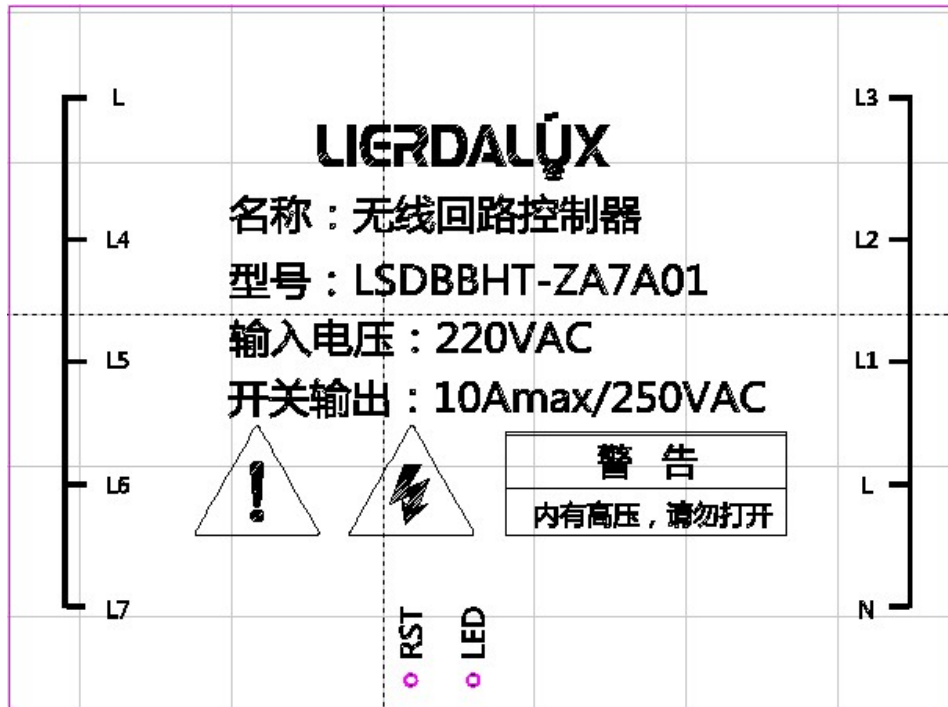 L
L3
LIERDALUX
名称：无线回路控制器
L4
L2
型号：LSDBBHT-ZA7A01
输入电压：220VAC
L5
L1
开关输出：10Amax/250VAC
!
警 告
L6
L
内有高压，请勿打开
L7
N
RST
LED